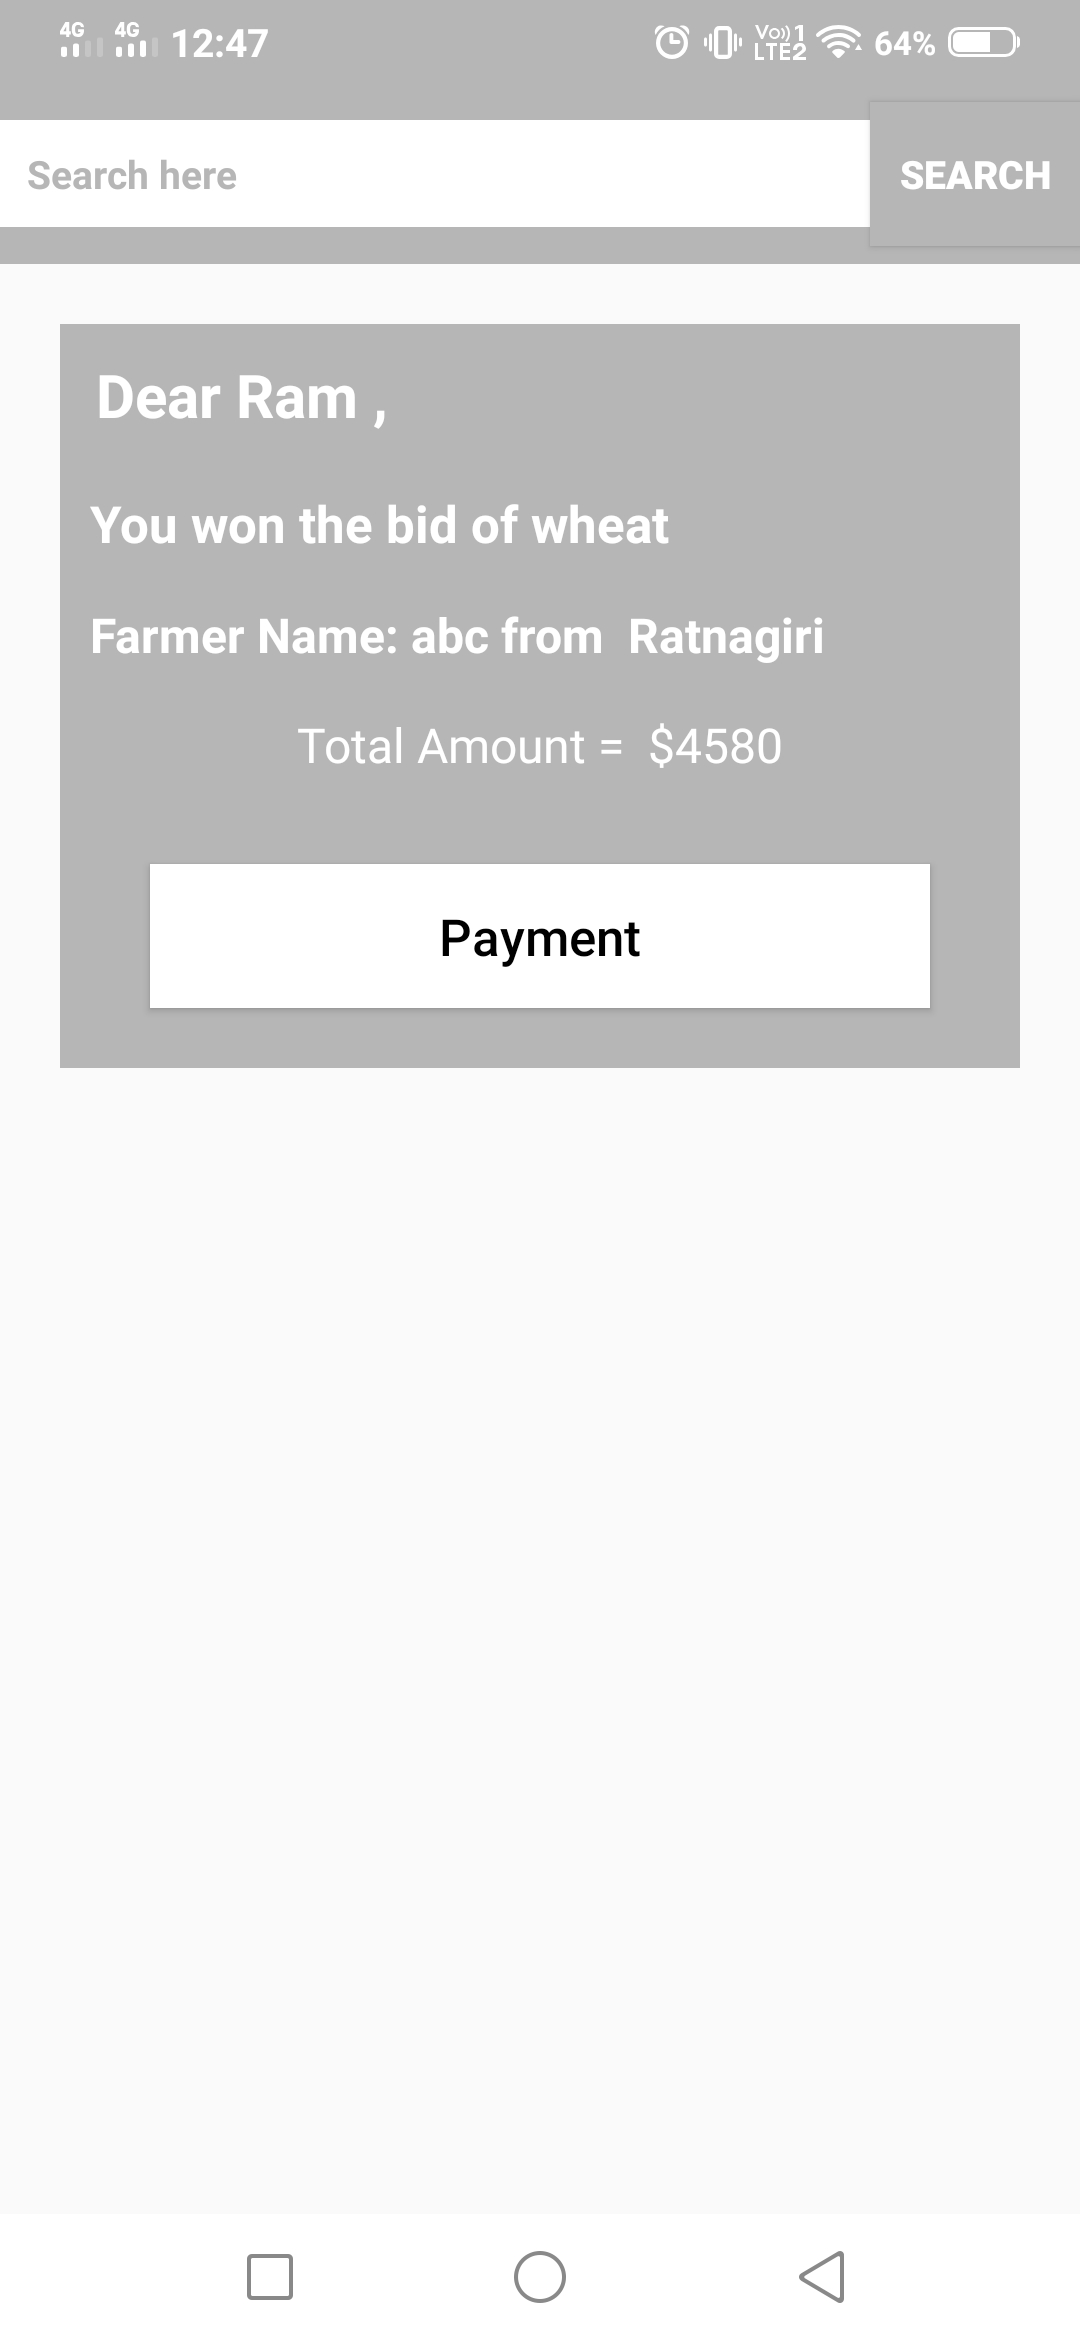 4G 4G 12:47 Vo)) 1 LTE2 64%
Search here SEARCH
Dear Ram ,
You won the bid of wheat
Farmer Name: abc from  Ratnagiri
Total Amount =  $4580
Payment